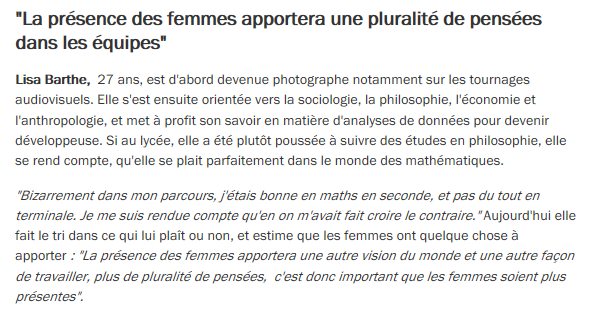 "La présence des femmes apportera une pluralité de pensées
dans les équipes"
Lisa Barthe,  27 ans, est d'abord devenue photographe notamment sur les tournages
audiovisuels. Elle s'est ensuite orientée vers la sociologie, la philosophie, l'économie et
l'anthropologie, et met à profit son savoir en matière d'analyses de données pour devenir
développeuse. Si au lycée, elle a été plutôt poussée à suivre des études en philosophie, elle
se rend compte, qu'elle se plait parfaitement dans le monde des mathématiques.
"Bizarrement dans mon parcours, j'étais bonne en maths en seconde, et pas du tout en
terminale. Je me suis rendue compte qu'en on m'avait fait croire le contraire." Aujourd'hui elle
fait le tri dans ce qui lui plaît ou non, et estime que les femmes ont quelque chose à
apporter : "La présence des femmes apportera une autre vision du monde et une autre façon
de travailler, plus de pluralité de pensées,  c'est donc important que les femmes soient plus
présentes".